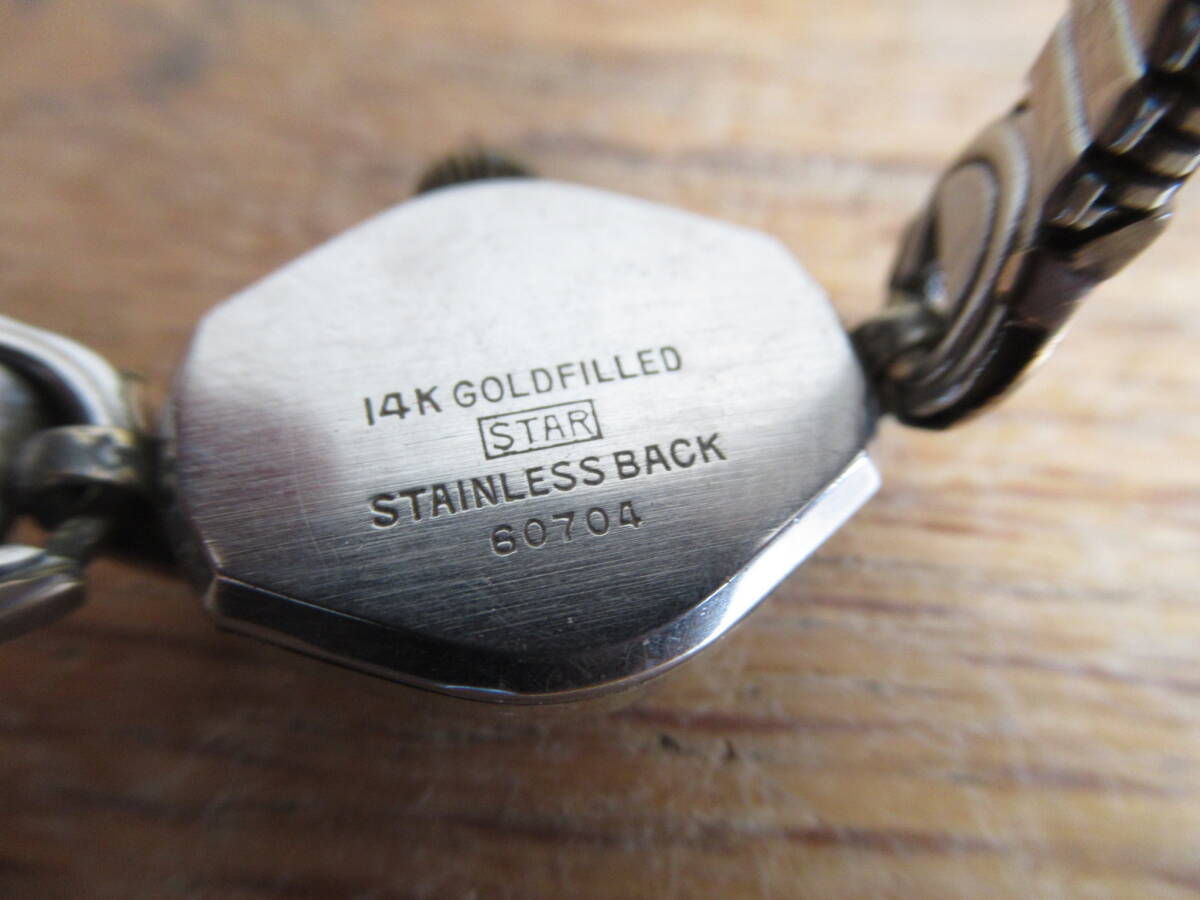 14K GOLDFILLED
STAR
STAINLESS BACK
60704